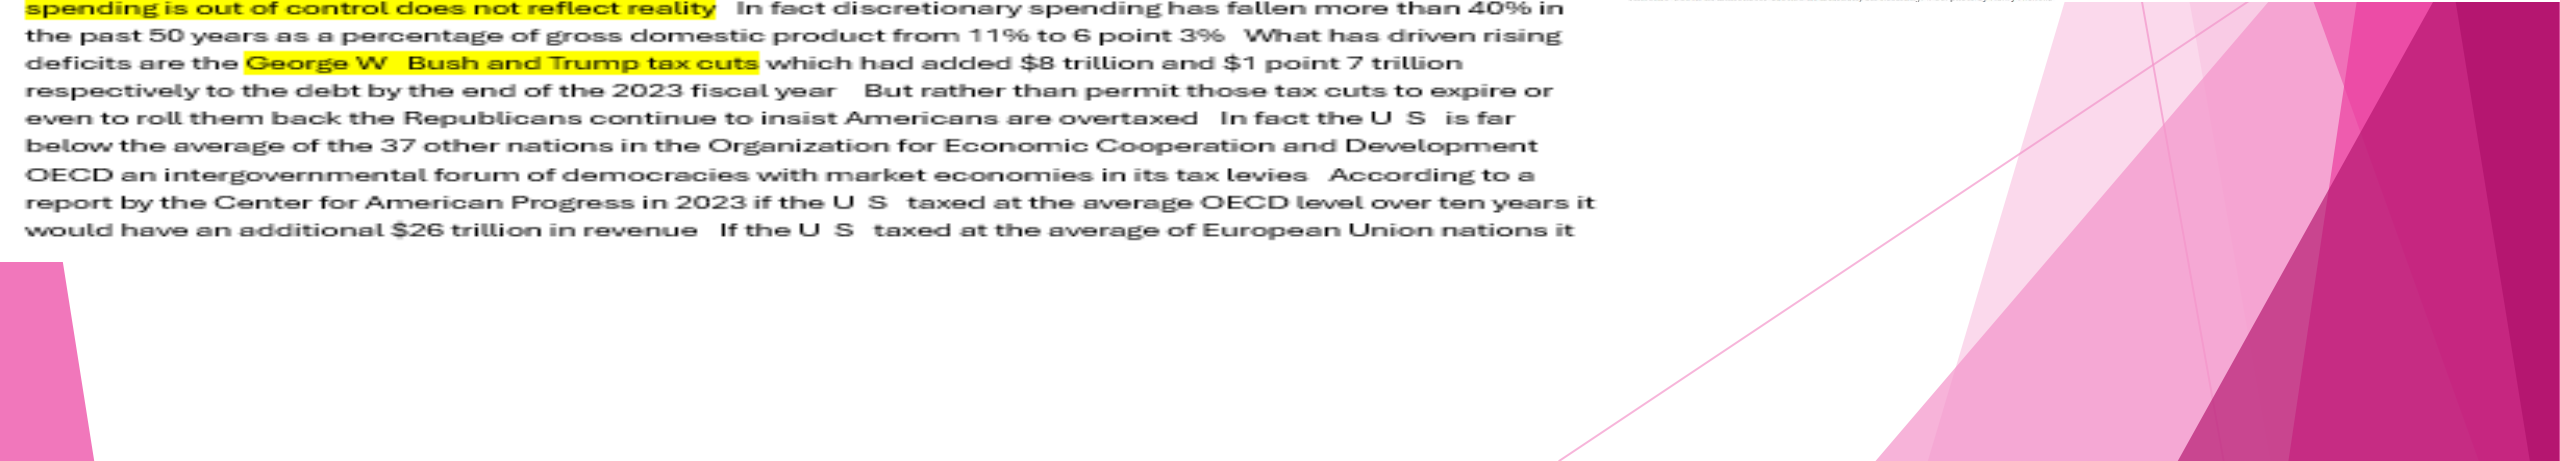 spending is out of control does not reflect reality In fact discretionary spending has fallen more than 40% in
the past 50 years as a percentage of gross domestic product from 11% to 6 point 3% What has driven rising
deficits are the George W Bush and Trump tax cuts which had added $8 trillion and $1 point 7 trillion
respectively to the debt by the end of the 2023 fiscal year But rather than permit those tax cuts to expire or
even to roll them back the Republicans continue to insist Americans are overtaxed In fact the U S is far
below the average of the 37 other nations in the Organization for Economic Cooperation and Development
OECD an intergovernmental forum of democracies with market economies in its tax levies According to a
report by the Center for American Progress in 2023 if the U S taxed at the average OECD level over ten years it
would have an additional $26 trillion in revenue If the U S taxed at the average of European Union nations it